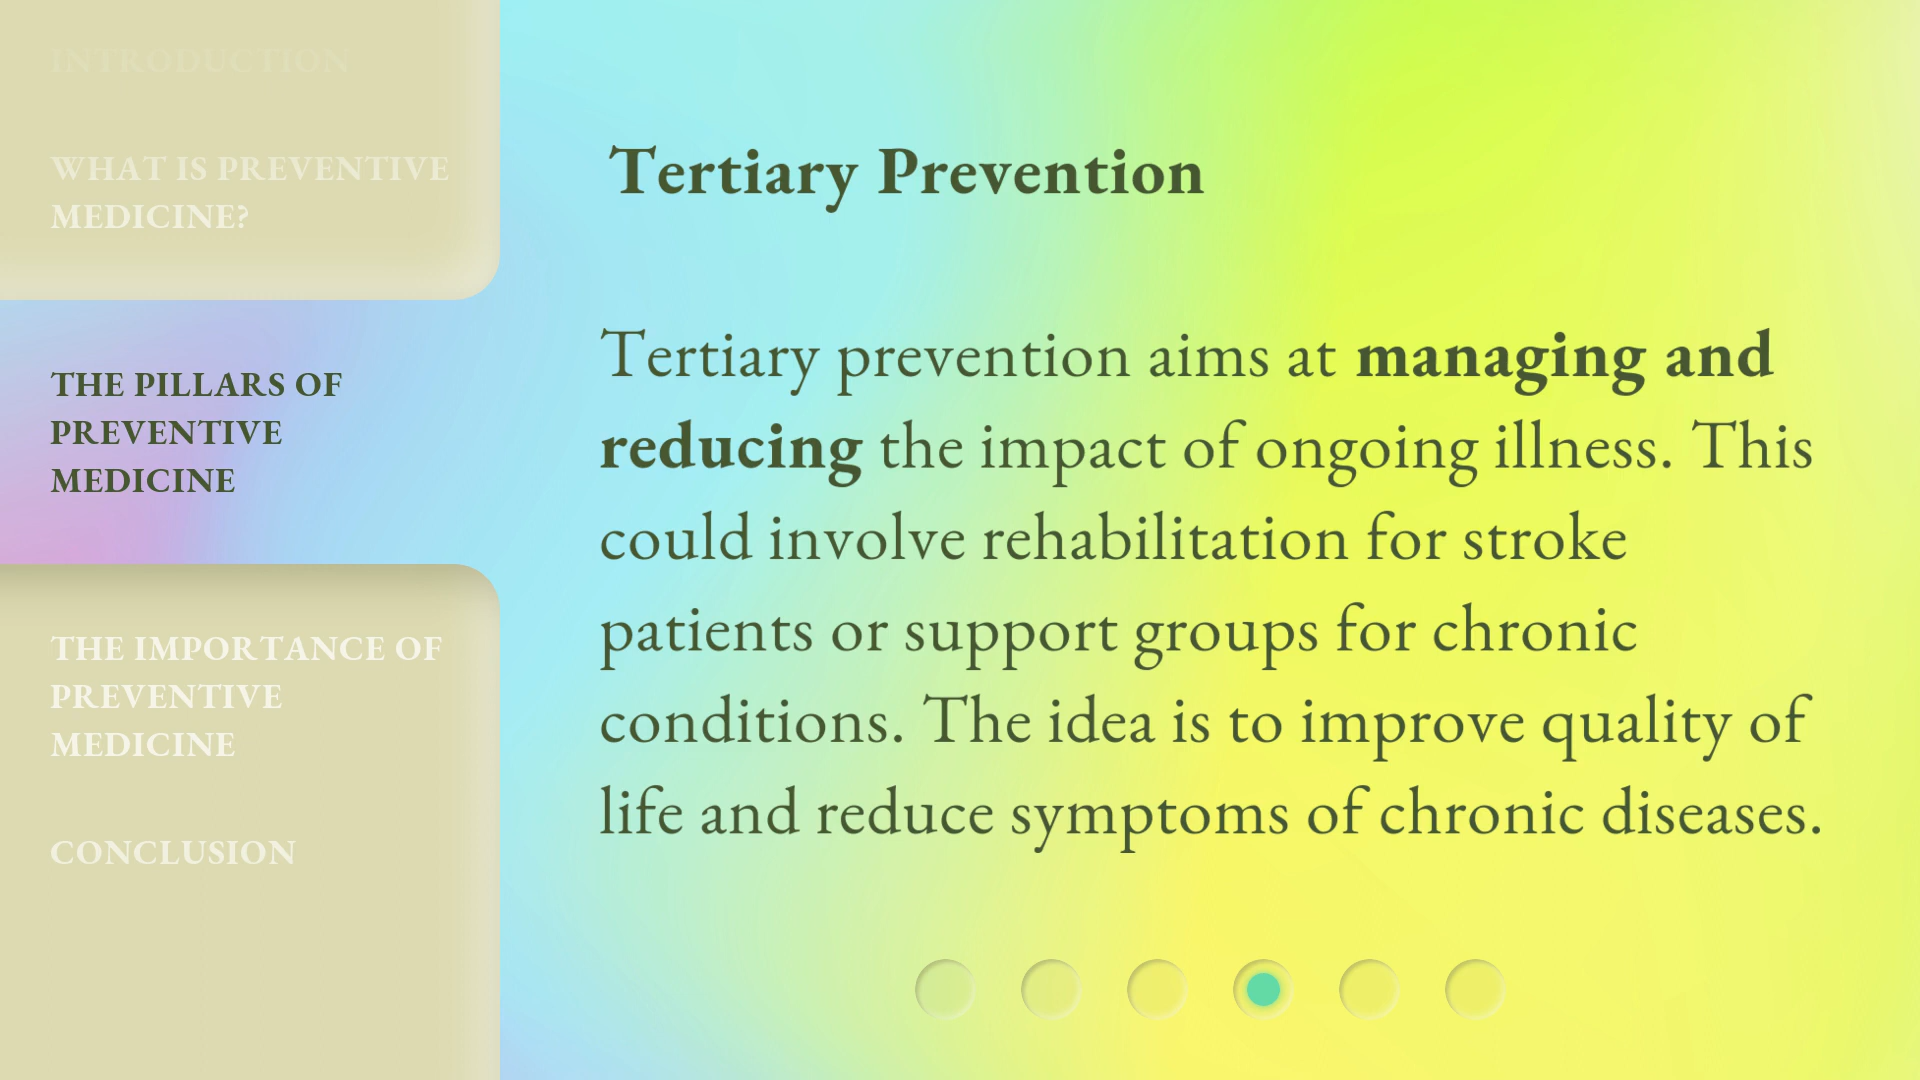 INTRODUCTION
WHAT IS PREVENTIVE
MEDICINE?
THE PILLARS OF
PREVENTIVE
MEDICINE
THE IMPORTANCE OF
PREVENTIVE
MEDICINE
CONCLUSION
Tertiary Prevention
Tertiary prevention aims at managing and
reducing the impact of ongoing illness. This
could involve rehabilitation for stroke
patients or support groups for chronic
conditions. The idea is to improve quality of
life and reduce symptoms of chronic diseases.